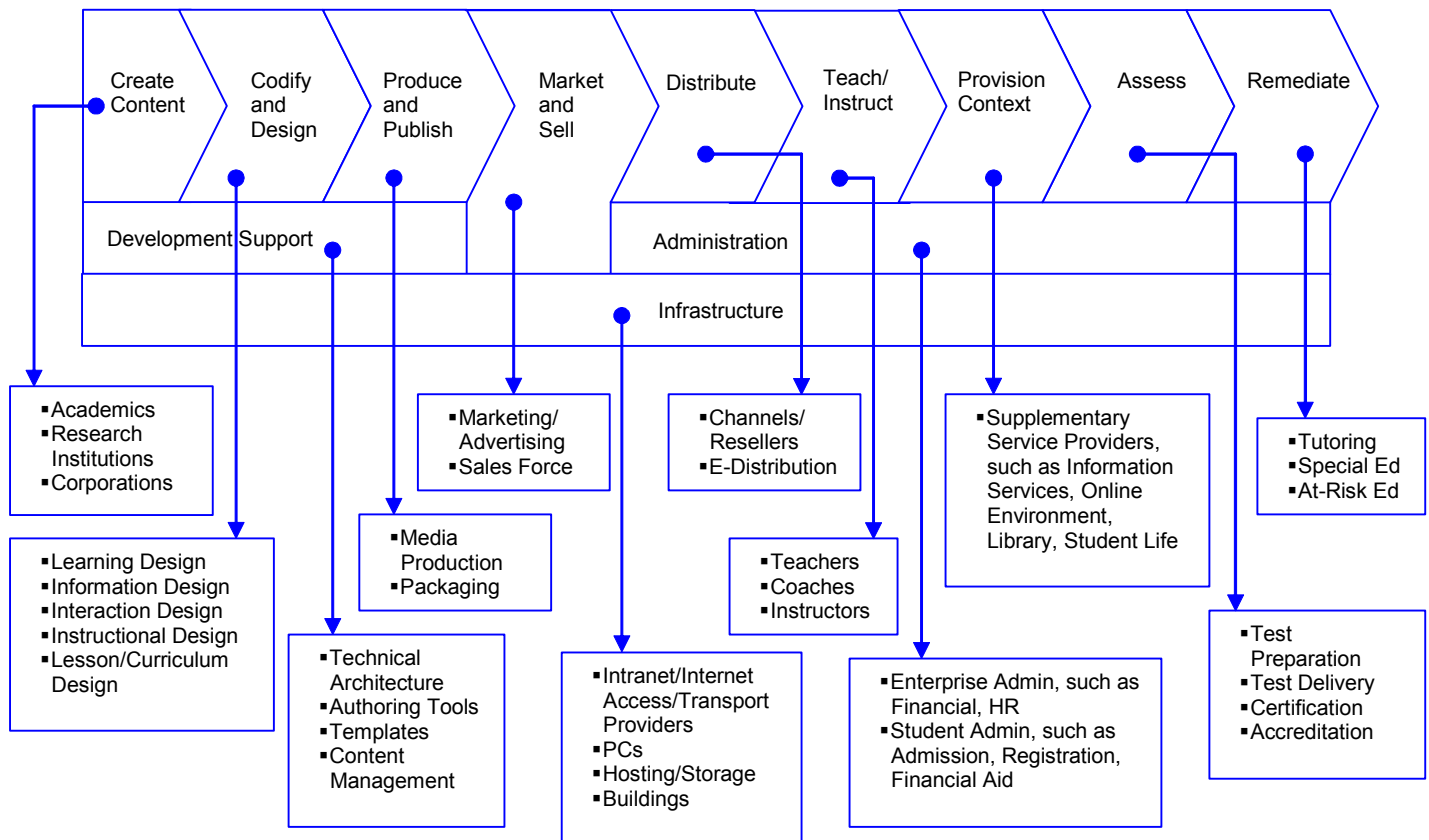 Create
Content
Codify
and
Design
Produce
and
Publish
Market
and
Sell
Distribute
Teach/
Instruct
Provision
Context
Assess
Remediate
Development Support
Administration
Infrastructure
▪Academics
▪Research
Institutions
▪Corporations
▪Learning Design
▪Information Design
▪Interaction Design
▪Instructional Design
▪Lesson/Curriculum
Design
▪Technical
Architecture
▪Authoring Tools
▪Templates
▪Content
Management
▪Media
Production
▪Packaging
▪Marketing/
Advertising
▪Sales Force
▪Intranet/Internet
Access/Transport
Providers
▪PCs
▪Hosting/Storage
▪Buildings
▪Channels/
Resellers
▪E-Distribution
▪Teachers
▪Coaches
▪Instructors
▪Enterprise Admin, such as
Financial, HR
▪Student Admin, such as
Admission, Registration,
Financial Aid
▪Supplementary
Service Providers,
such as Information
Services, Online
Environment,
Library, Student Life
▪Test
Preparation
▪Test Delivery
▪Certification
▪Accreditation
▪Tutoring
▪Special Ed
▪At-Risk Ed